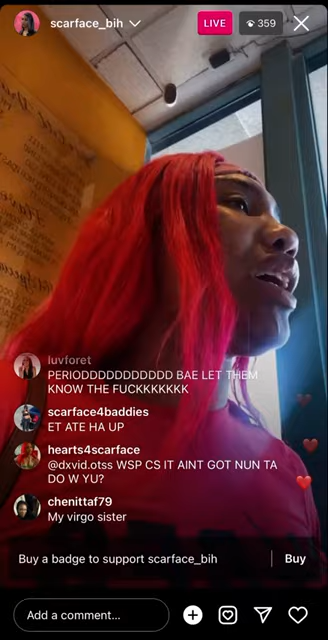 scarface_bih
LIVE
359
luvforet
PERIODDDDDDDDDDD BAE LET THEM
KNOW THE FUCKKKKKKK
scarface4baddies
ET ATE HA UP
hearts4scarface
@dxvid.otss WSP CS IT AINT GOT NUN TA
DO W YU?
chenittaf79
My virgo sister
Buy a badge to support scarface_bih
Buy
Add a comment...